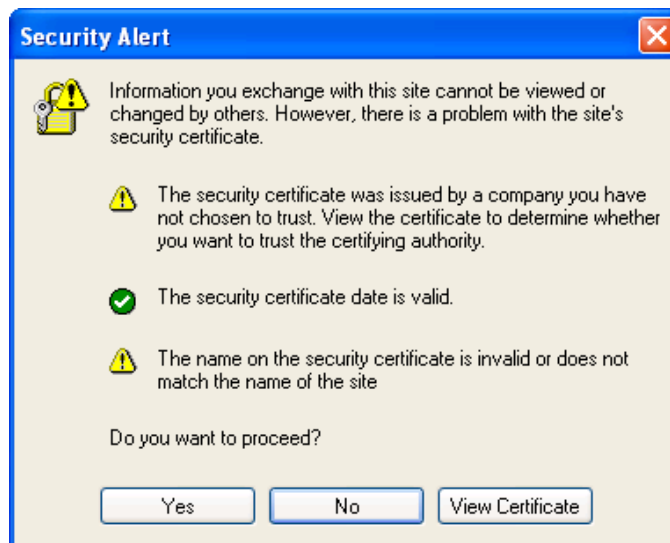 Security Alert
Information you exchange with this site cannot be viewed or
changed by others. However, there is a problem with the site's
security certificate.
The security certificate was issued by a company you have
not chosen to trust. View the certificate to determine whether
you want to trust the certifying authority.
The security certificate date is valid.
The name on the security certificate is invalid or does not
match the name of the site
Do you want to proceed?
Yes No View Certificate